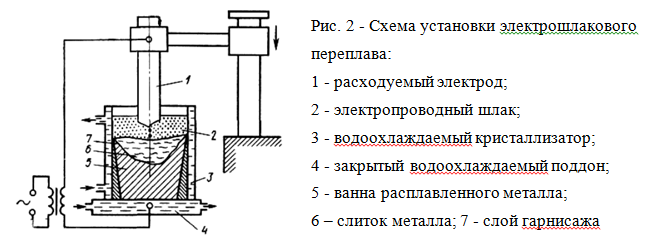 Рис. 2 - Схема установки электрошлакового
переплава:
1 - расходуемый электрод;
2 - электропроводный шлак;
3 - водоохлаждаемый кристаллизатор;
4 - закрытый водоохлаждаемый поддон;
5 - ванна расплавленного металла;
6 – слиток металла; 7 - слой гарнисажа
1
2
7
6
5
3
4
~